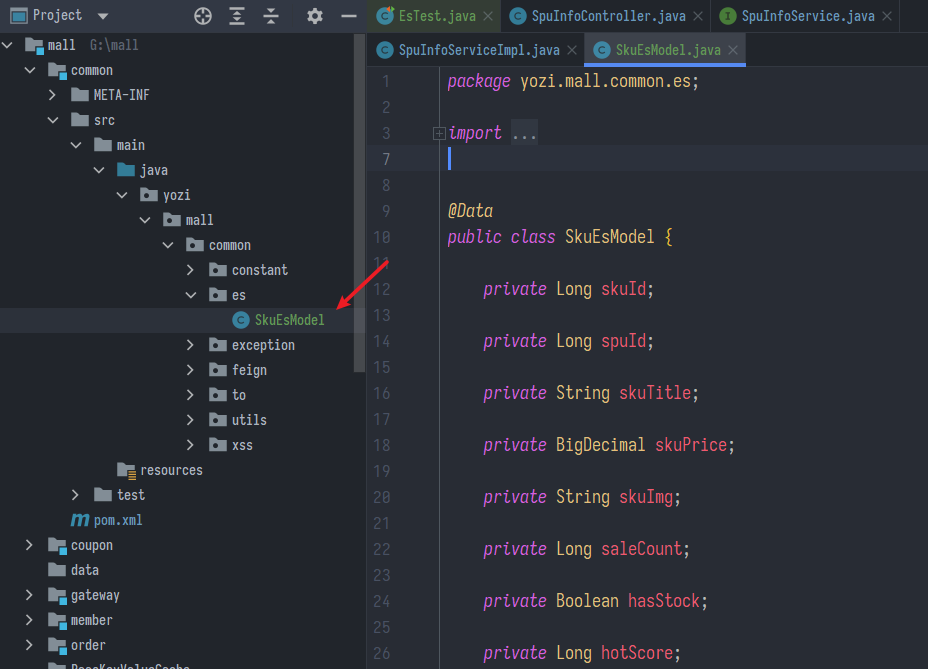 Project
mall G:\mall
common
META-INF
src
main
java
yozi
mall
common
constant
es
SkuEsModel
exception
feign
to
utils
xss
resources
test
pom.xml
coupon
data
gateway
member
order
EsTest.java
SpuInfoController.java
SpuInfoService.java
SpuInfoServiceImpl.java
SkuEsModel.java
1 package yozi.mall.common.es;
2
3 import ...
7
8
9 @Data
10 public class SkuEsModel {
11
12 private Long skuId;
13
14 private Long spuId;
15
16 private String skuTitle;
17
18 private BigDecimal skuPrice;
19
20 private String skuImg;
21
22 private Long saleCount;
23
24 private Boolean hasStock;
25
26 private Long hotScore;